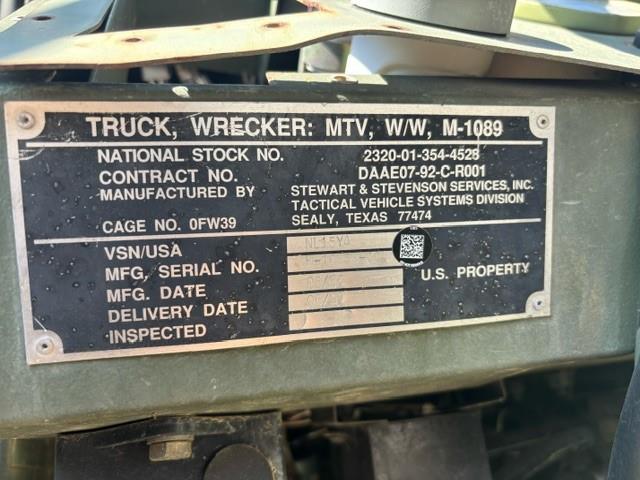 TRUCK, WRECKER: MTV, W/W, M-1089
NATIONAL STOCK NO. 2320-01-354-4528
CONTRACT NO. DAAE07-92-C-R001
MANUFACTURED BY STEWART & STEVENSON SERVICES, INC.
TACTICAL VEHICLE SYSTEMS DIVISION
CAGE NO. 0FW39 SEALY, TEXAS 77474
VSN/USA
MFG. SERIAL NO.
MFG. DATE
DELIVERY DATE
INSPECTED
U.S. PROPERTY